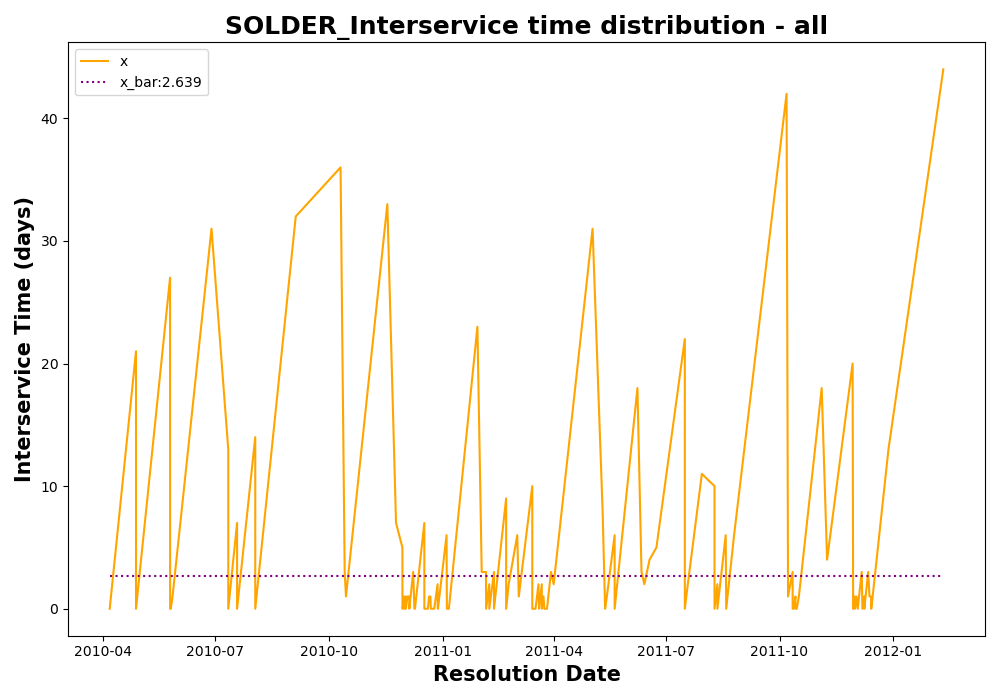 SOLDER_Interservice time distribution - all
x
x_bar:2.639
Interservice Time (days)
40
30
20
10
0
2010-04 2010-07 2010-10 2011-01 2011-04 2011-07 2011-10 2012-01
Resolution Date